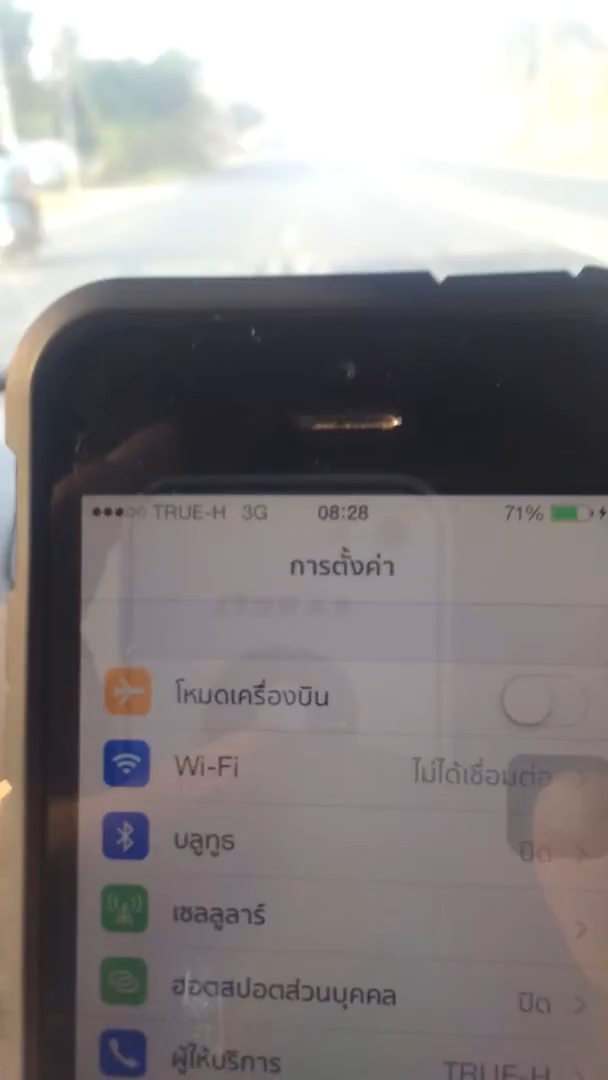 TRUE-H 3G 08:28 71%
การตั้งค่า
โหมดเครื่องบิน
Wi-Fi ไม่ได้เชื่อมต่อ
บลูทูธ ปิด
เซลลูลาร์
ฮอตสปอตส่วนบุคคล ปิด
ผู้ให้บริการ TRUE-H